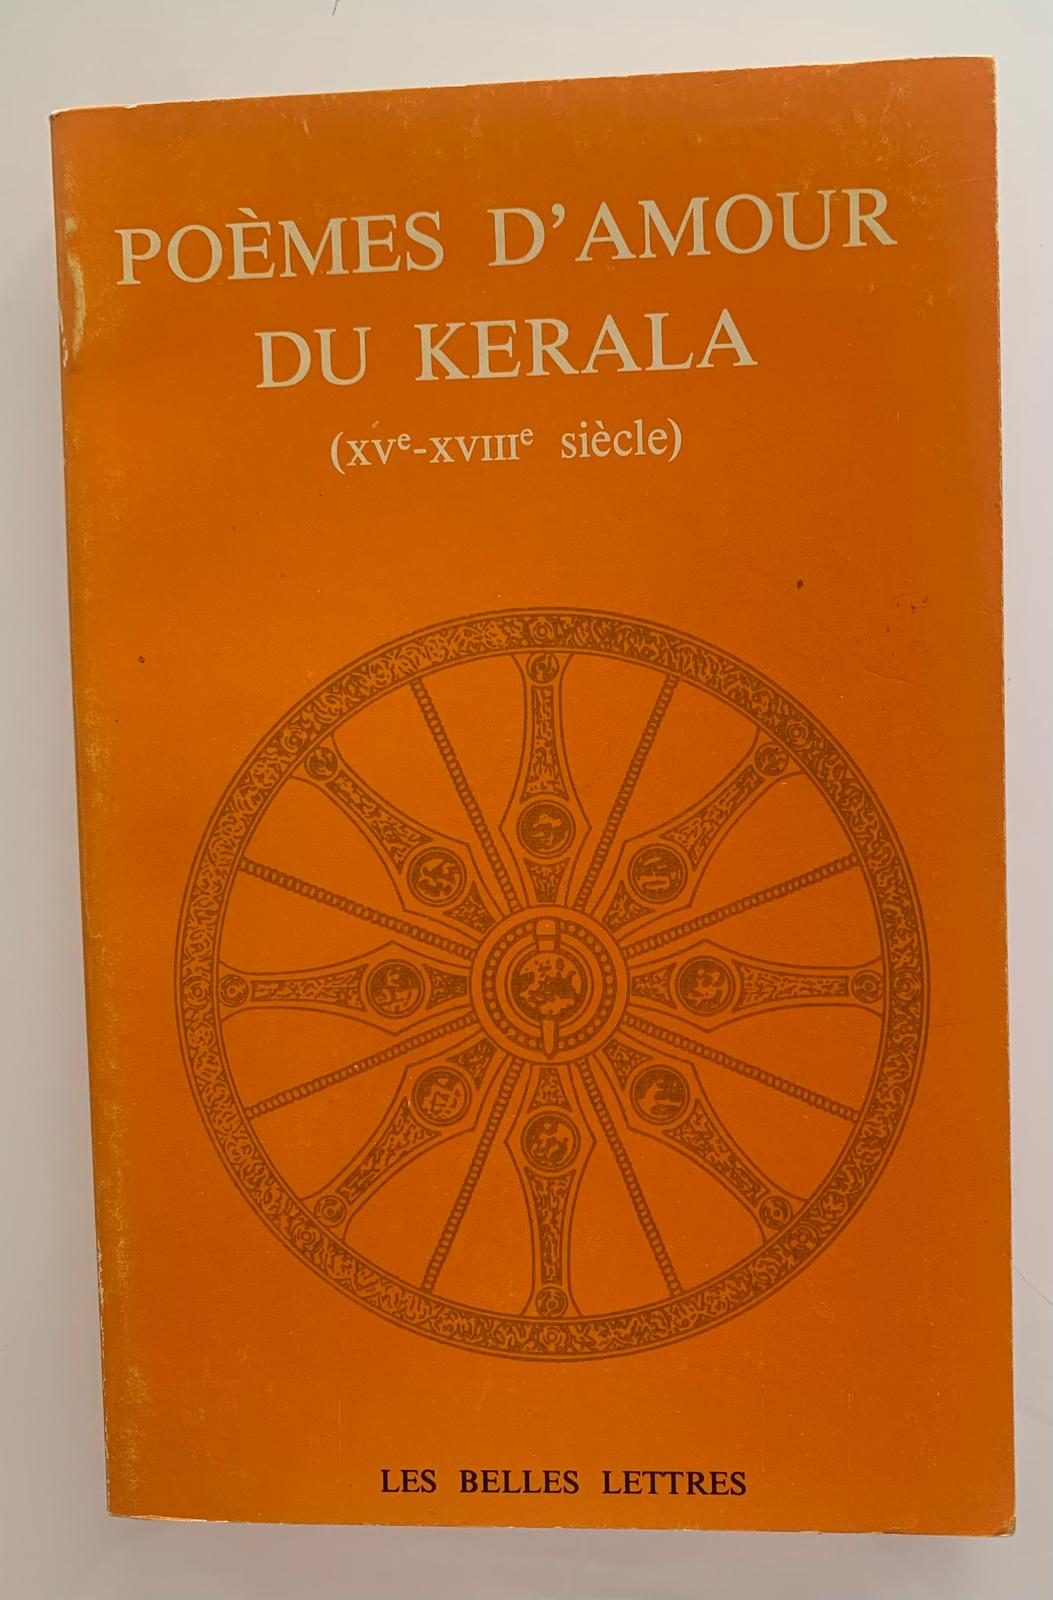 POÈMES D'AMOUR
DU KERALA
(XVᵉ-XVIIIᵉ siècle)
LES BELLES LETTRES